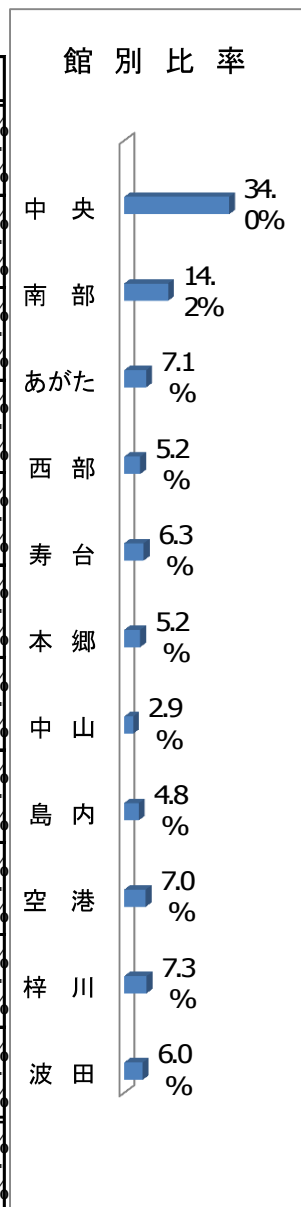 館 別 比 率
中 央
34.
0%
南 部
14.
2%
あがた
7.1
%
西 部
5.2
%
寿 台
6.3
%
本 郷
5.2
%
中 山
2.9
%
島 内
4.8
%
空 港
7.0
%
梓 川
7.3
%
波 田
6.0
%